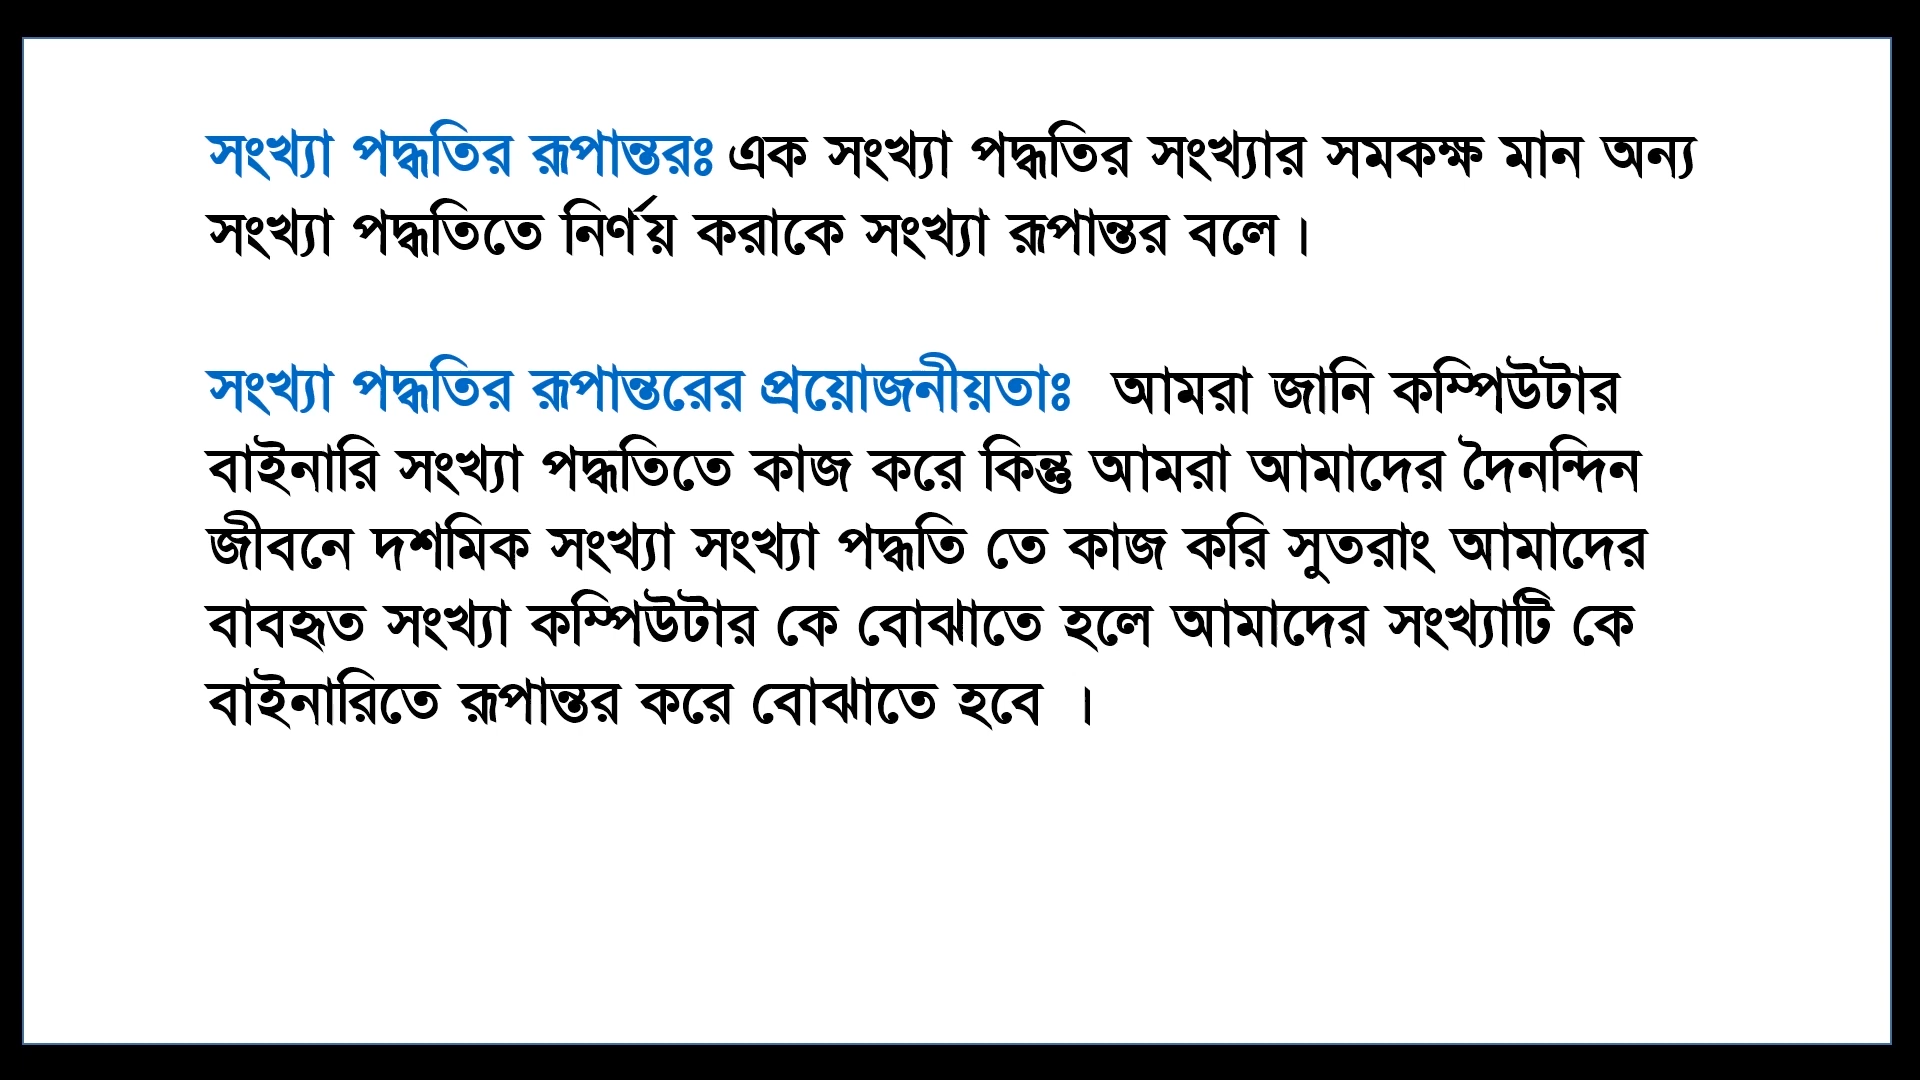 সংখ্যা পদ্ধতির রূপান্তরঃ এক সংখ্যা পদ্ধতির সংখ্যার সমকক্ষ মান অন্য
সংখ্যা পদ্ধতিতে নির্ণয় করাকে সংখ্যা রূপান্তর বলে।
সংখ্যা পদ্ধতির রূপান্তরের প্রয়োজনীয়তাঃ আমরা জানি কম্পিউটার
বাইনারি সংখ্যা পদ্ধতিতে কাজ করে কিন্তু আমরা আমাদের দৈনন্দিন
জীবনে দশমিক সংখ্যা সংখ্যা পদ্ধতি তে কাজ করি সুতরাং আমাদের
বাবহৃত সংখ্যা কম্পিউটার কে বোঝাতে হলে আমাদের সংখ্যাটি কে
বাইনারিতে রূপান্তর করে বোঝাতে হবে ।